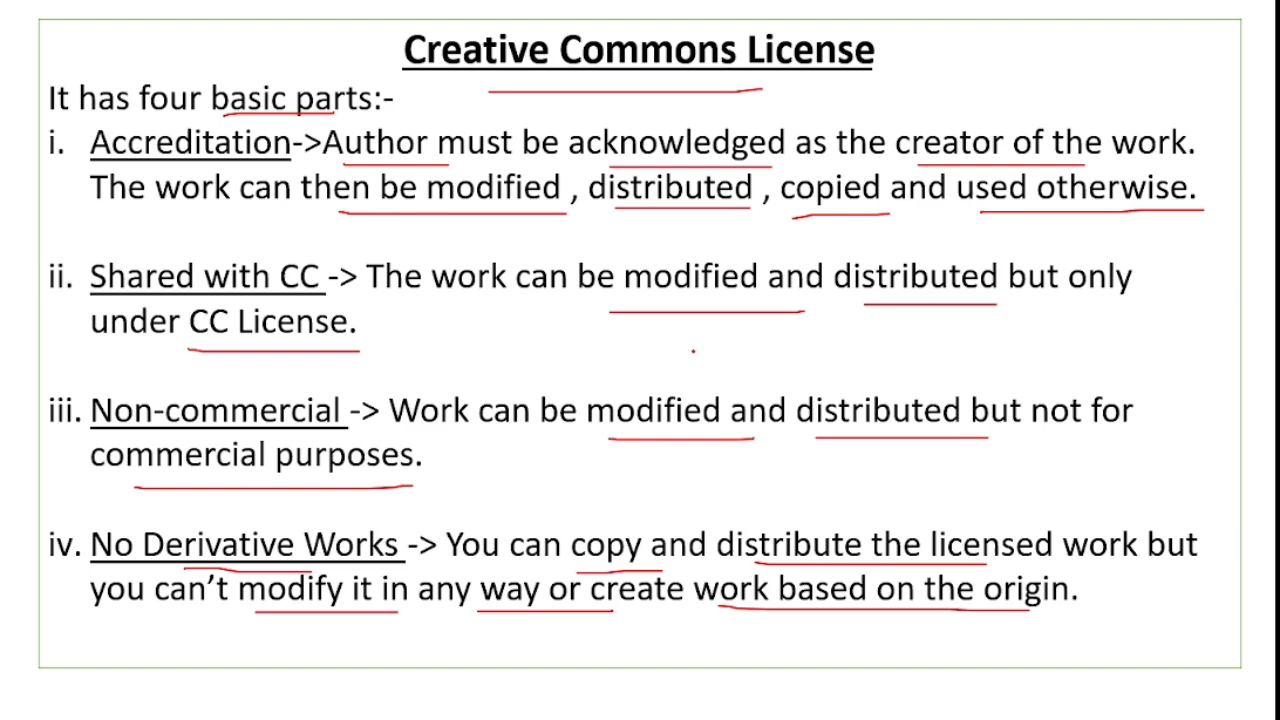 Creative Commons License
It has four basic parts:-
i. Accreditation->Author must be acknowledged as the creator of the work.
The work can then be modified , distributed , copied and used otherwise.
ii. Shared with CC -> The work can be modified and distributed but only
under CC License.
iii. Non-commercial -> Work can be modified and distributed but not for
commercial purposes.
iv. No Derivative Works -> You can copy and distribute the licensed work but
you can’t modify it in any way or create work based on the origin.